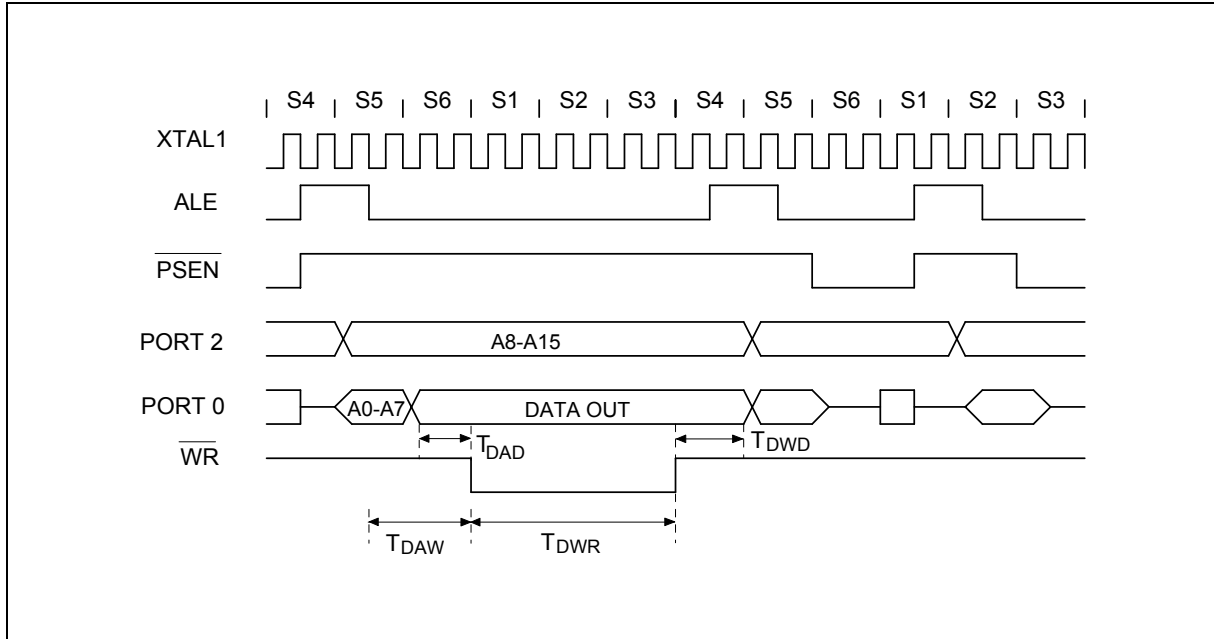 | S4 | S5 | S6 | S1 | S2 | S3 | S4 | S5 | S6 | S1 | S2 | S3 |
XTAL1
ALE
PSEN
PORT 2
A8-A15
PORT 0
A0-A7
DATA OUT
WR
TDAD
TDWD
TDAW
TDWR